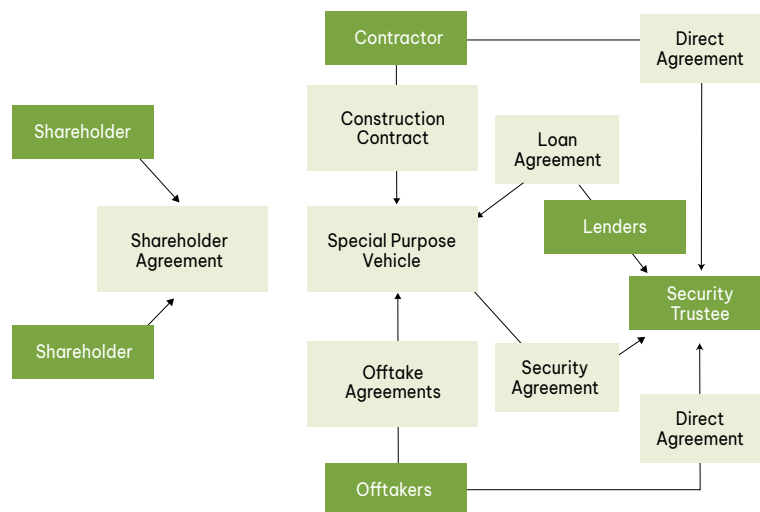 Contractor
Direct
Agreement
Construction
Contract
Shareholder
Loan
Agreement
Shareholder
Agreement
Special Purpose
Vehicle
Lenders
Security
Trustee
Shareholder
Offtake
Agreements
Security
Agreement
Direct
Agreement
Offtakers